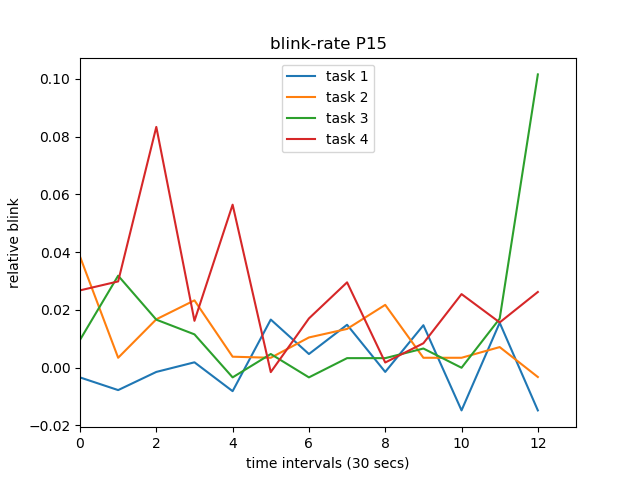 blink-rate P15
task 1
task 2
task 3
task 4
relative blink
0.10
0.08
0.06
0.04
0.02
0.00
−0.02
0 2 4 6 8 10 12
time intervals (30 secs)